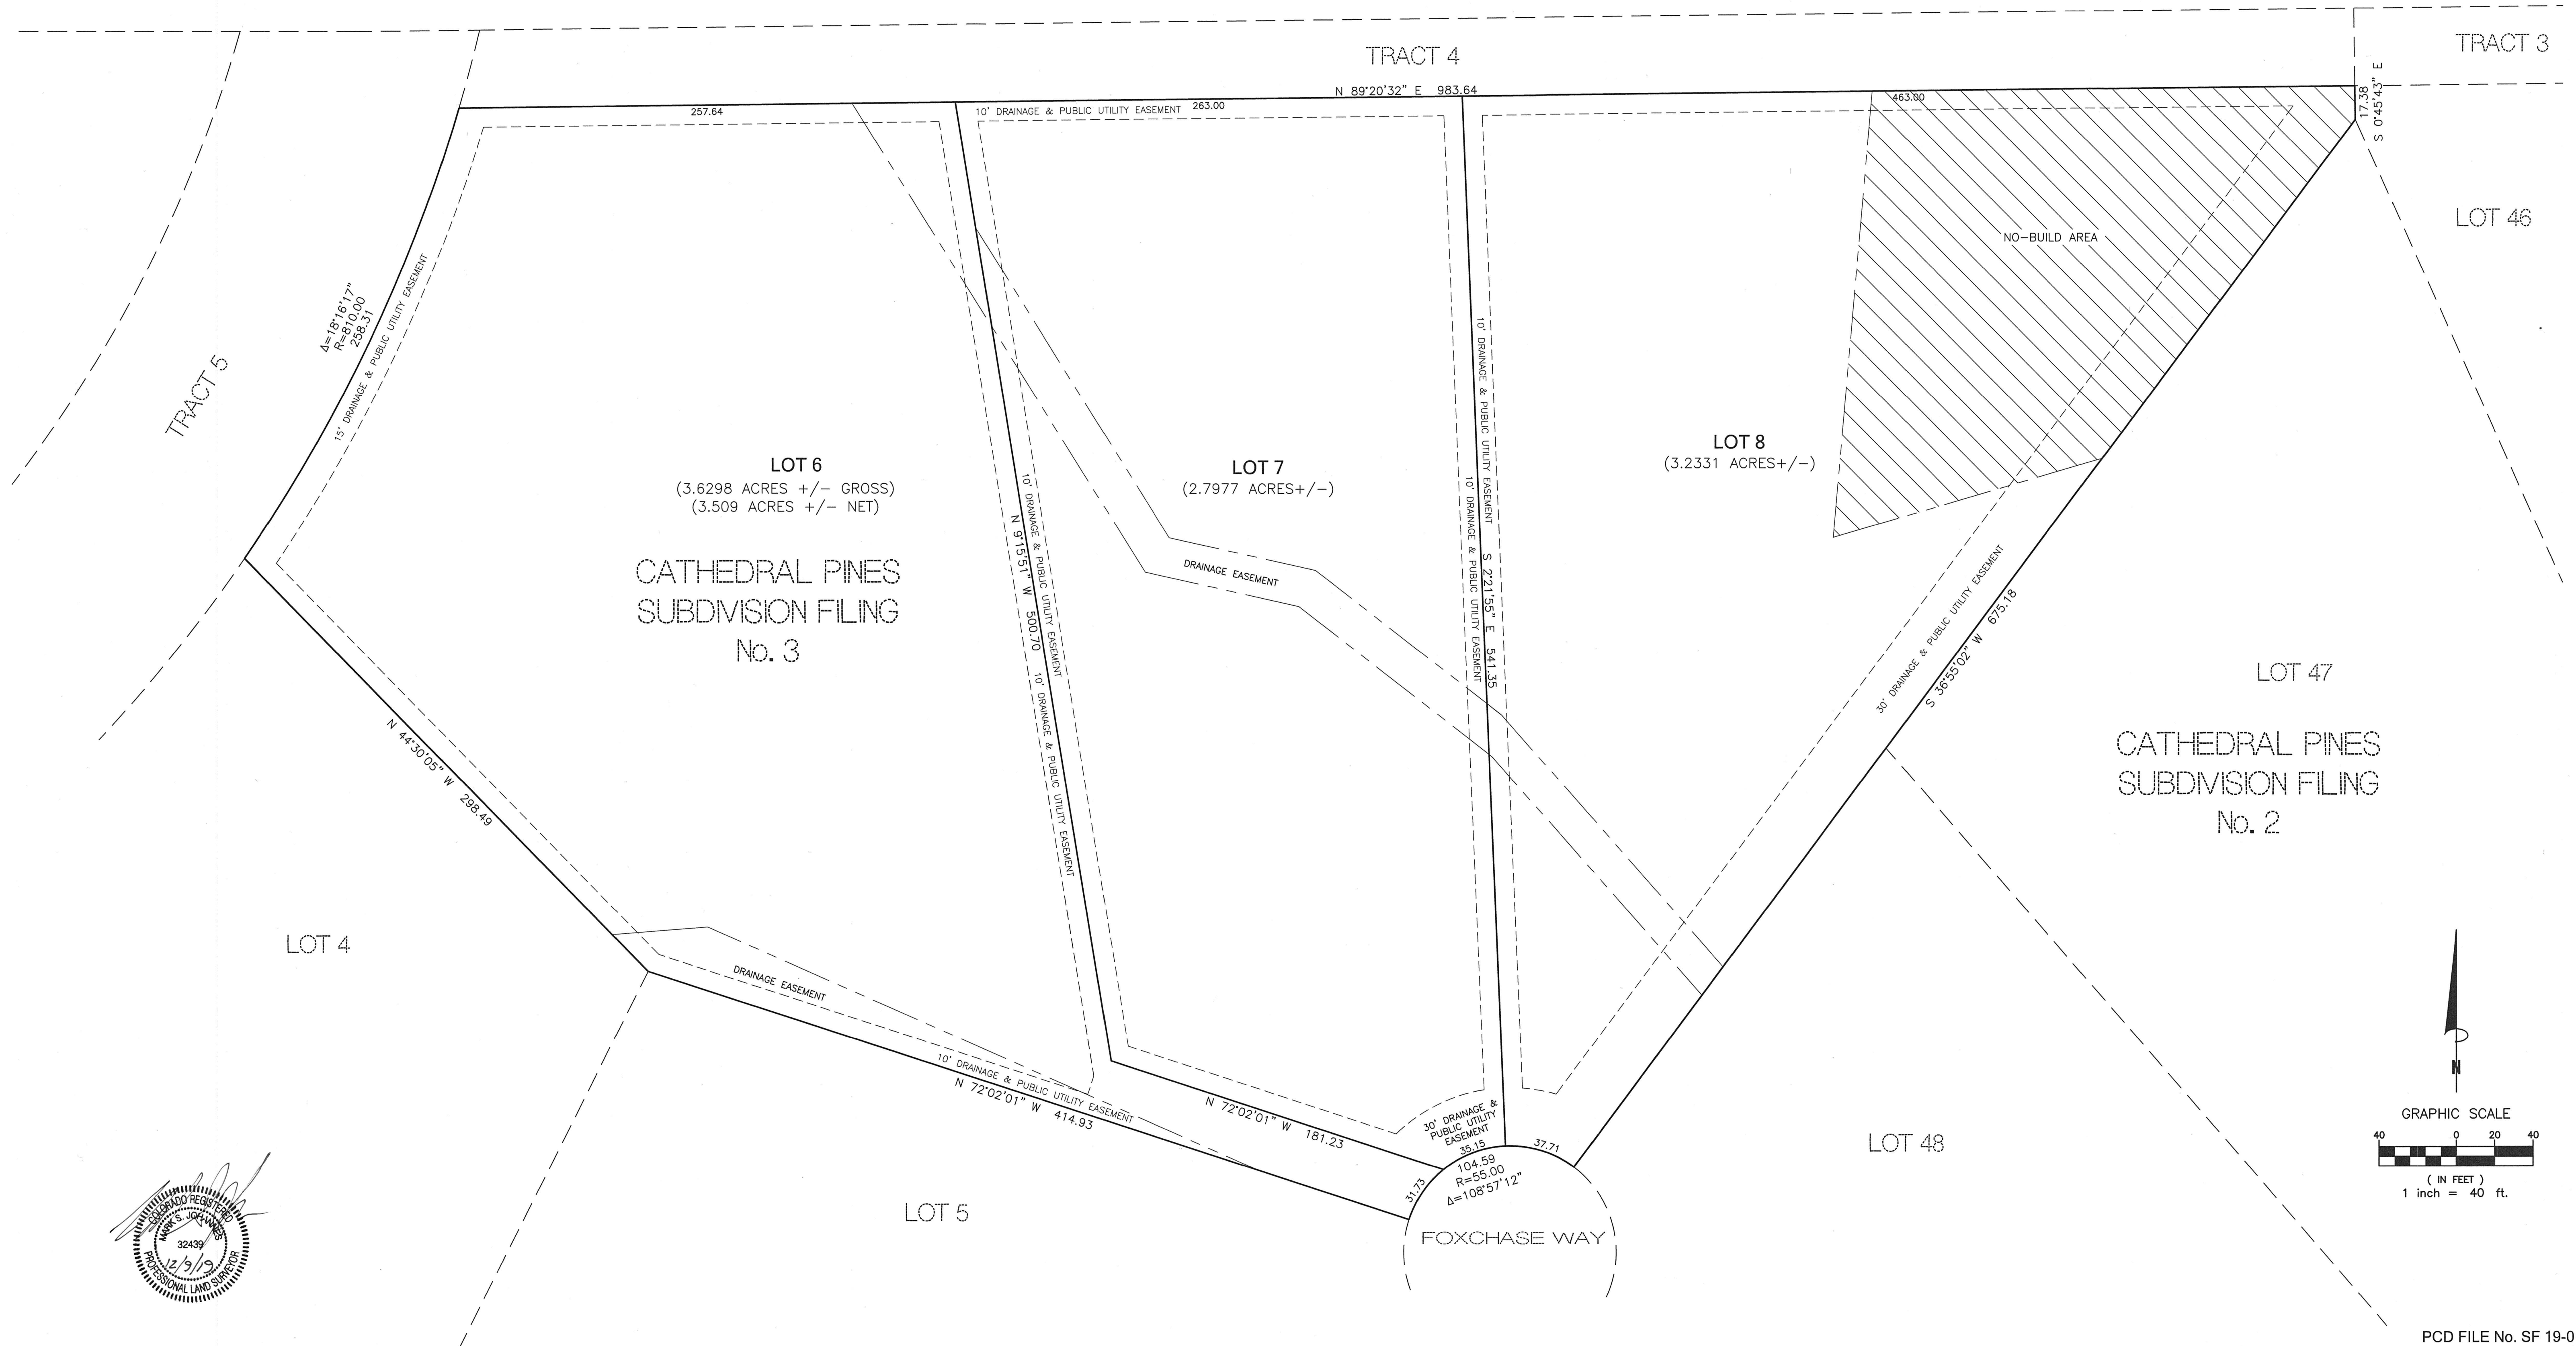 TRACT 4
TRACT 3
N 89°20'32" E 983.64
257.64
10' DRAINAGE & PUBLIC UTILITY EASEMENT
263.00
463.00
17.38
S 0°45'43" E
LOT 46
NO-BUILD AREA
Δ=18°16'17"
R=810.00
258.31
15' DRAINAGE & PUBLIC UTILITY EASEMENT
TRACT 5
LOT 6
(3.6298 ACRES +/- GROSS)
(3.509 ACRES +/- NET)
CATHEDRAL PINES
SUBDIVISION FILING
No. 3
10' DRAINAGE & PUBLIC UTILITY EASEMENT
N 9°15'51" W 500.70
10' DRAINAGE & PUBLIC UTILITY EASEMENT
LOT 7
(2.7977 ACRES+/-)
DRAINAGE EASEMENT
10' DRAINAGE & PUBLIC UTILITY EASEMENT
10' DRAINAGE & PUBLIC UTILITY EASEMENT
S 2°21'55" E 541.35
LOT 8
(3.2331 ACRES+/-)
30' DRAINAGE & PUBLIC UTILITY EASEMENT
S 36°55'02" W 675.18
LOT 47
CATHEDRAL PINES
SUBDIVISION FILING
No. 2
N 44°30'05" W 298.49
LOT 4
DRAINAGE EASEMENT
10' DRAINAGE & PUBLIC UTILITY EASEMENT
N 72°02'01" W 414.93
N 72°02'01" W 181.23
30' DRAINAGE &
PUBLIC UTILITY
EASEMENT
35.15
37.71
104.59
R=55.00
Δ=108°57'12"
31.73
FOXCHASE WAY
LOT 5
LOT 48
N
GRAPHIC SCALE
40 0 20 40
( IN FEET )
1 inch = 40 ft.
COLORADO REGISTERED
MARK S. JOHANNES
32439
12/9/19
PROFESSIONAL LAND SURVEYOR
PCD FILE No. SF 19-0